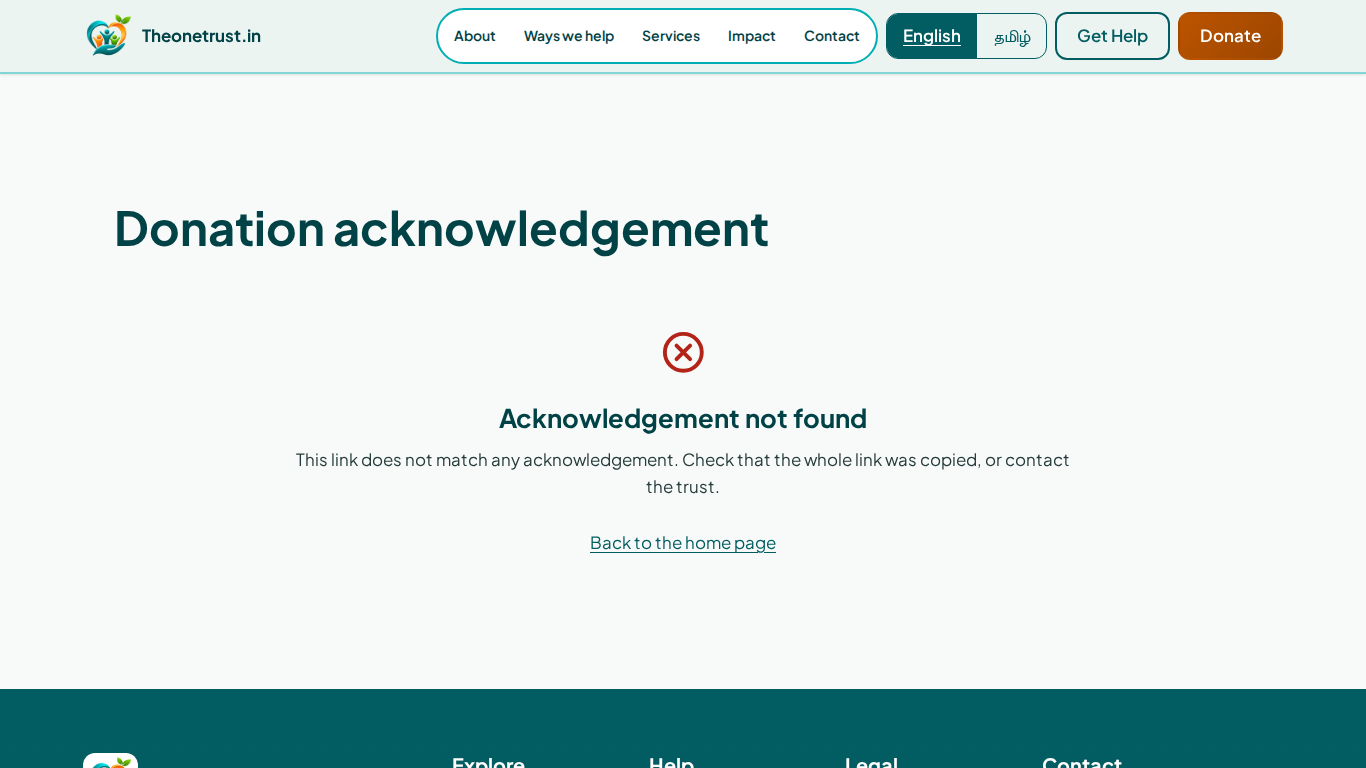 Theonetrust.in
About
Ways we help
Services
Impact
Contact
English
தமிழ்
Get Help
Donate
Donation acknowledgement
Acknowledgement not found
This link does not match any acknowledgement. Check that the whole link was copied, or contact
the trust.
Back to the home page
Explore
Help
Legal
Contact